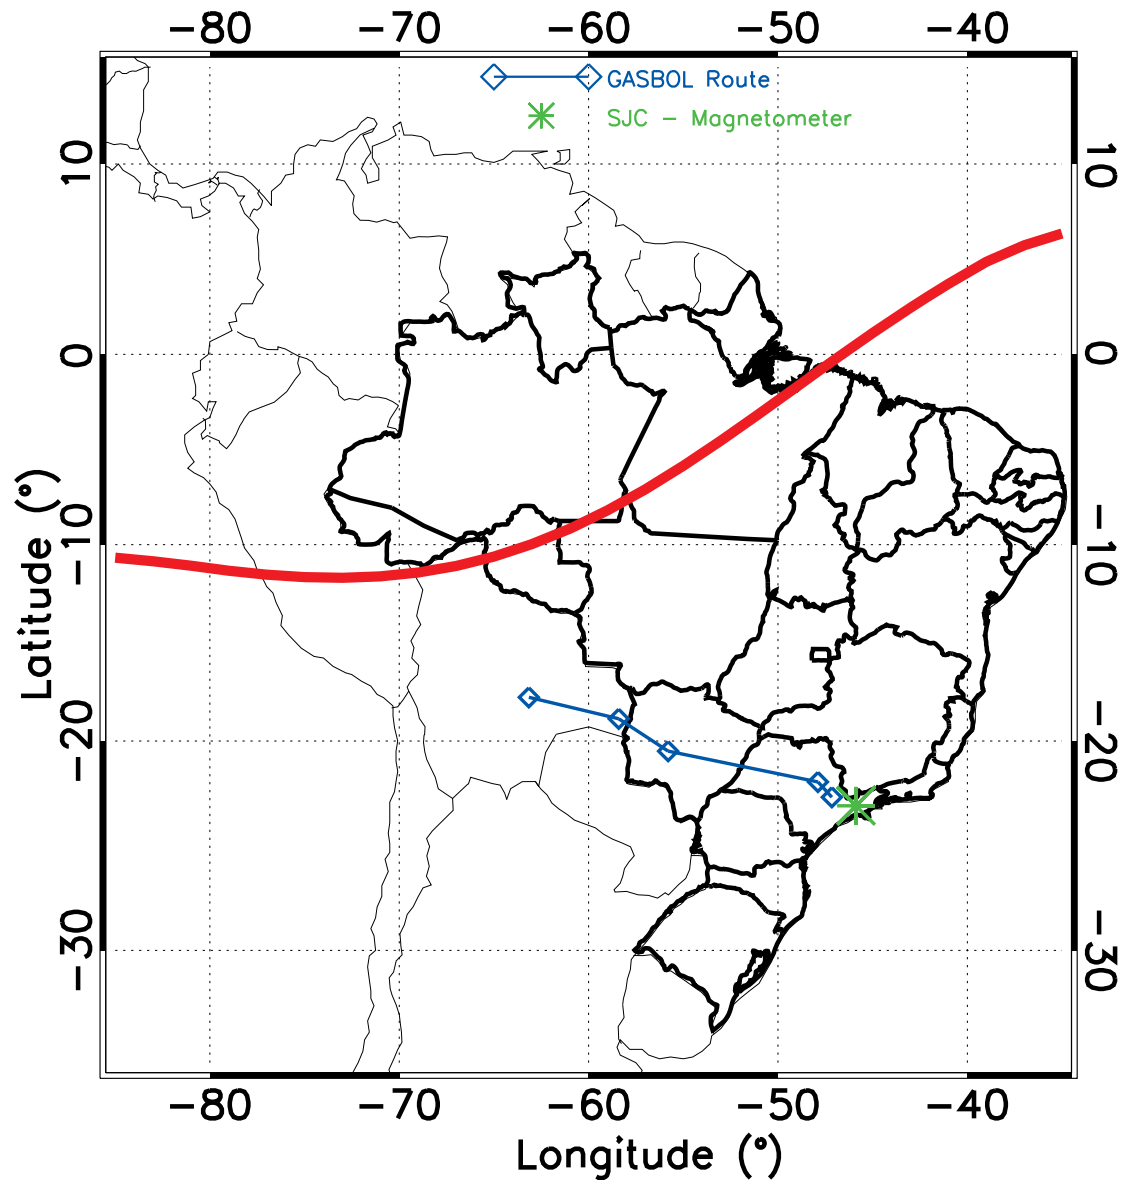 −80 −70 −60 −50 −40
GASBOL Route
SJC − Magnetometer
10 10
0 0
−10 −10
−20 −20
−30 −30
Latitude (°)
−80 −70 −60 −50 −40
Longitude (°)